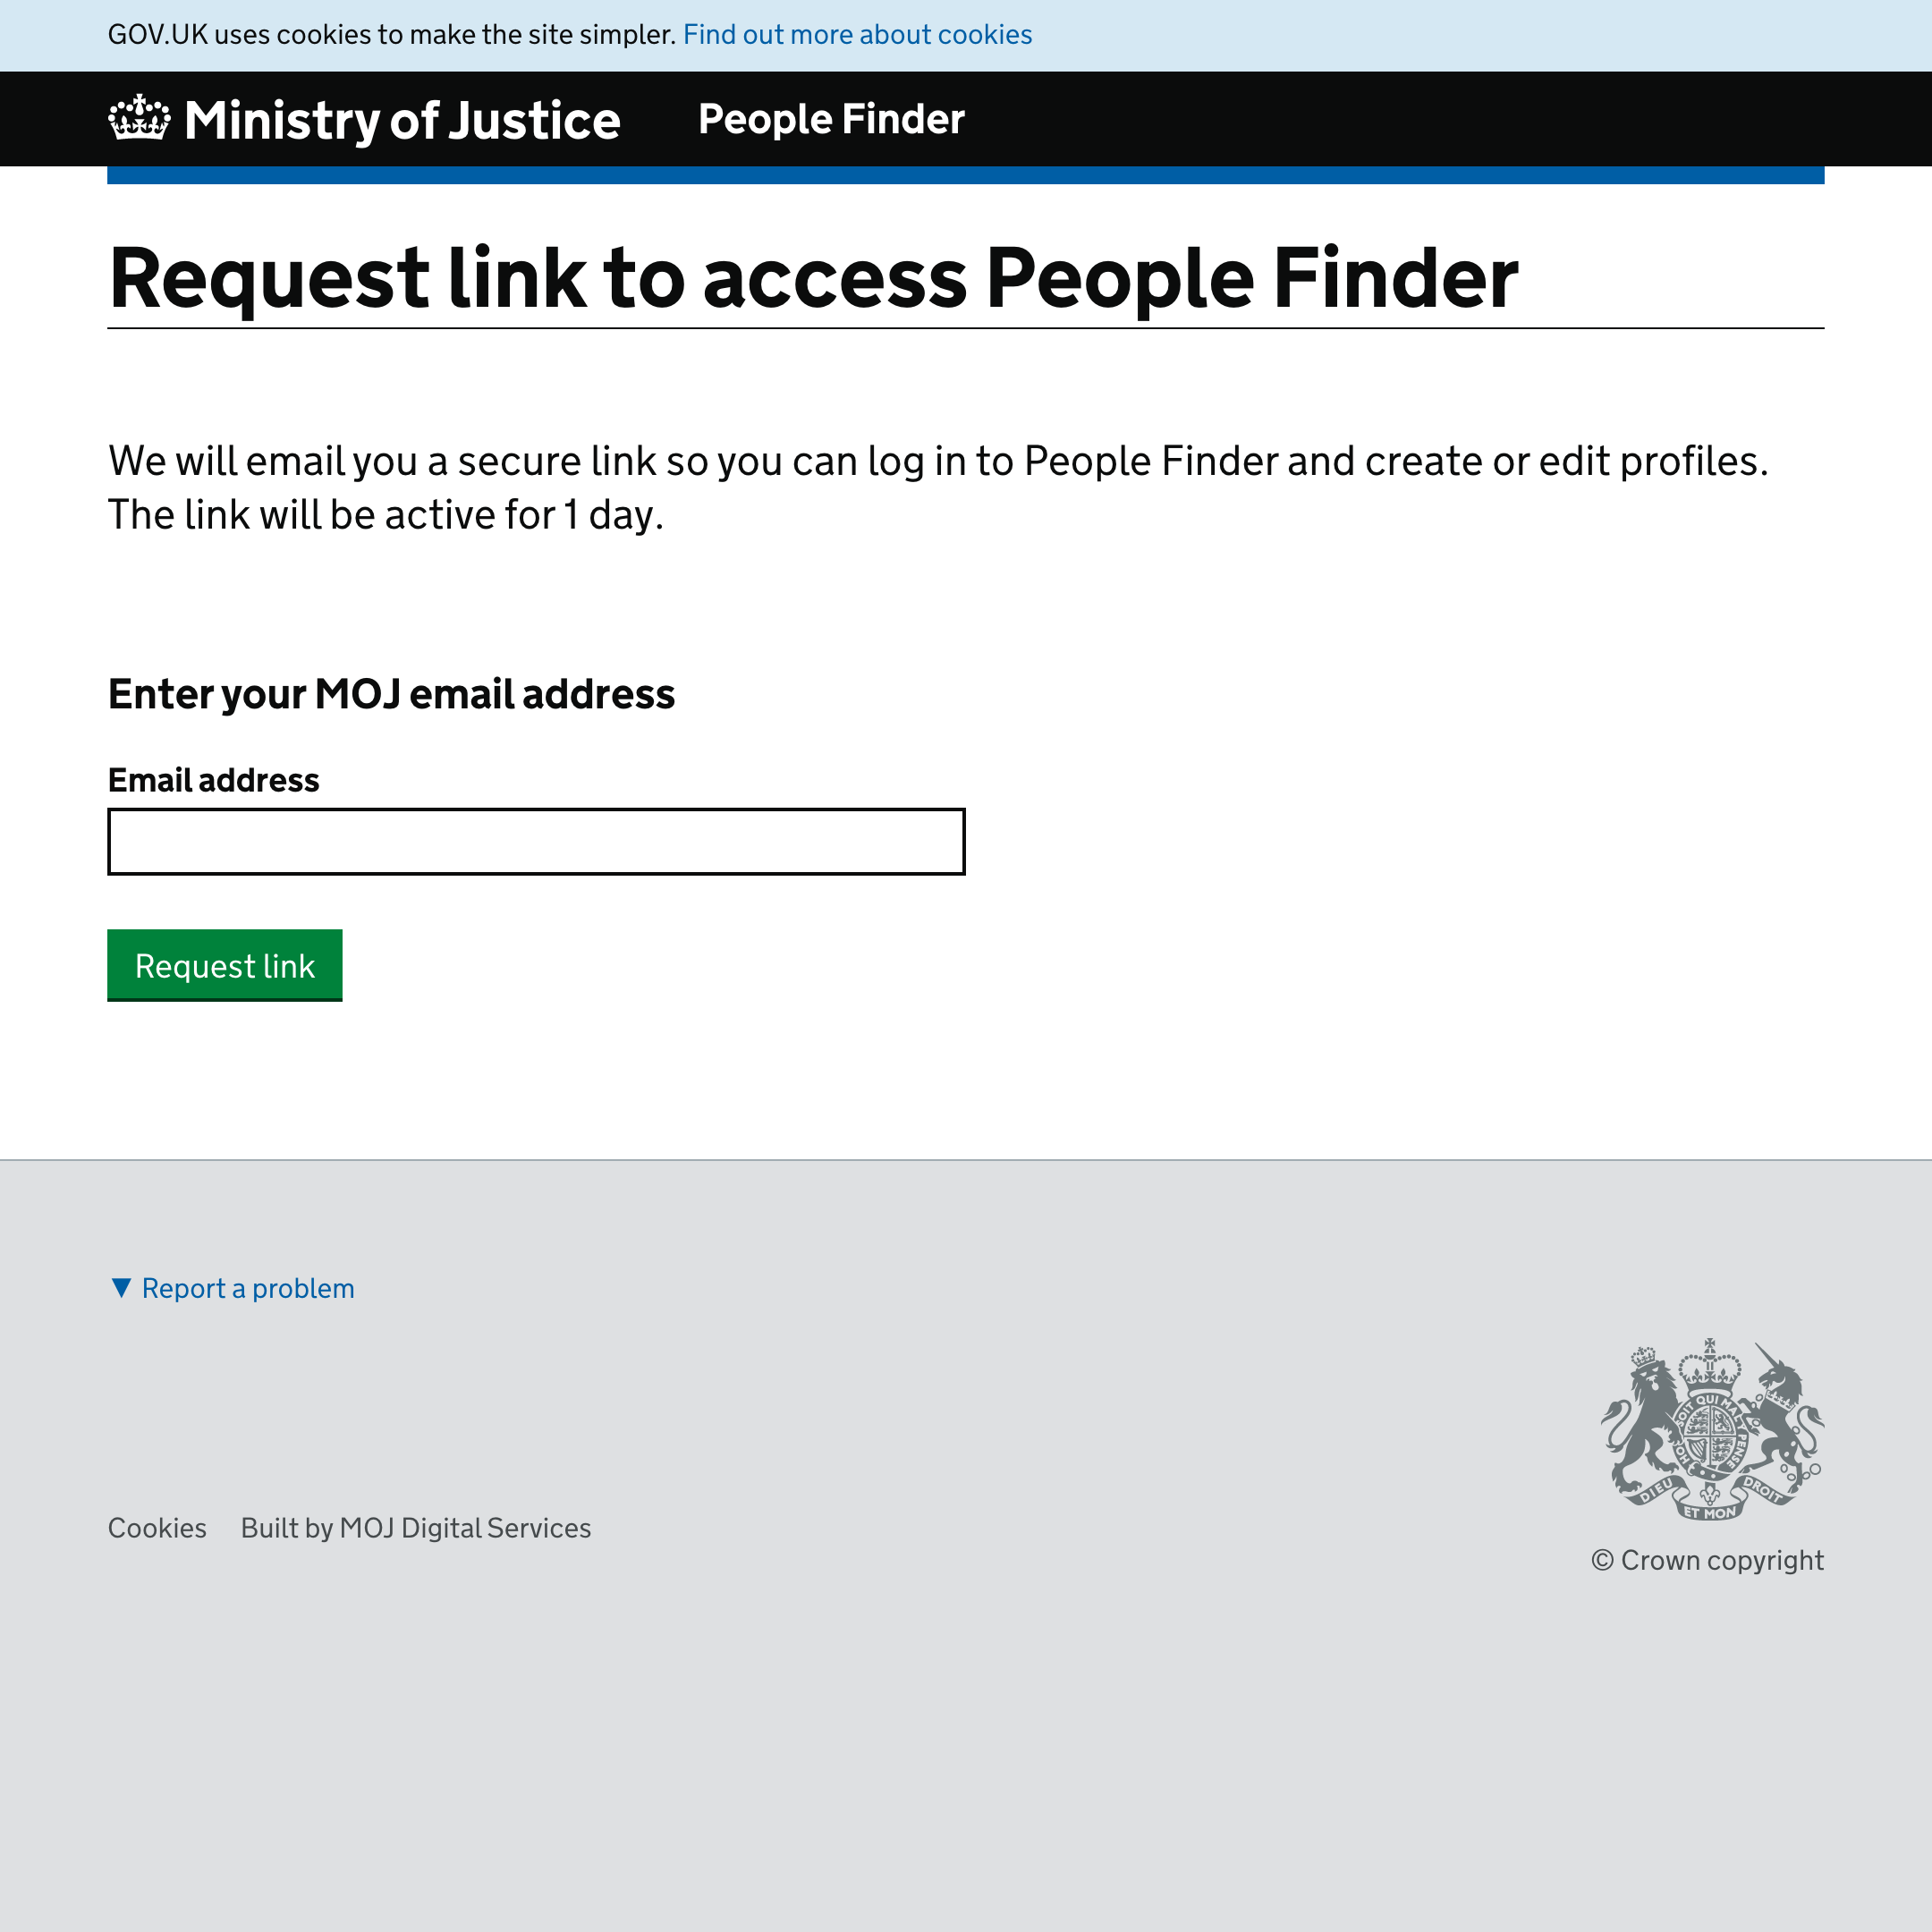 GOV.UK uses cookies to make the site simpler. Find out more about cookies
Ministry of Justice People Finder
Request link to access People Finder
We will email you a secure link so you can log in to People Finder and create or edit profiles.
The link will be active for 1 day.
Enter your MOJ email address
Email address
Request link
▼ Report a problem
SOIT QUI MAL
HO
PENSE
DIEU
ET MON
DROIT
Cookies Built by MOJ Digital Services
© Crown copyright